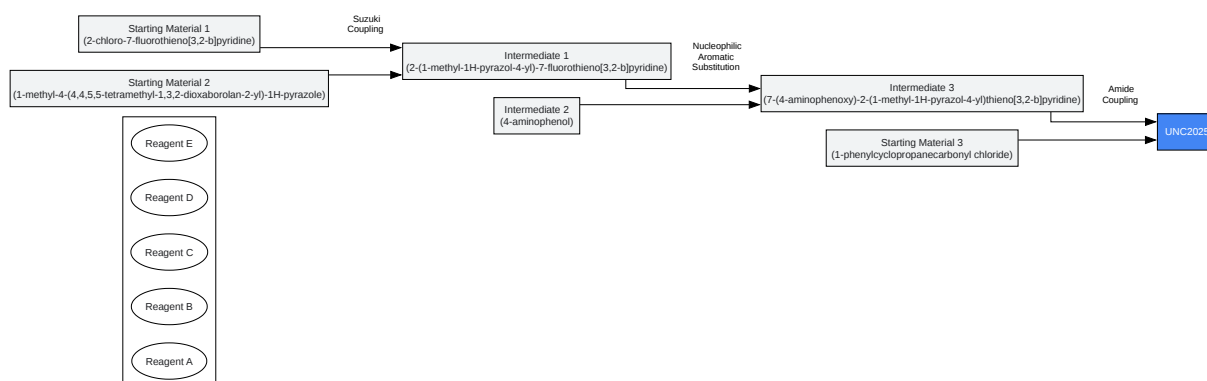 Starting Material 1
(2-chloro-7-fluorothieno[3,2-b]pyridine)
Suzuki
Coupling
Starting Material 2
(1-methyl-4-(4,4,5,5-tetramethyl-1,3,2-dioxaborolan-2-yl)-1H-pyrazole)
Intermediate 1
(2-(1-methyl-1H-pyrazol-4-yl)-7-fluorothieno[3,2-b]pyridine)
Intermediate 2
(4-aminophenol)
Nucleophilic
Aromatic
Substitution
Intermediate 3
(7-(4-aminophenoxy)-2-(1-methyl-1H-pyrazol-4-yl)thieno[3,2-b]pyridine)
Starting Material 3
(1-phenylcyclopropanecarbonyl chloride)
Amide
Coupling
UNC2025
Reagent E
Reagent D
Reagent C
Reagent B
Reagent A